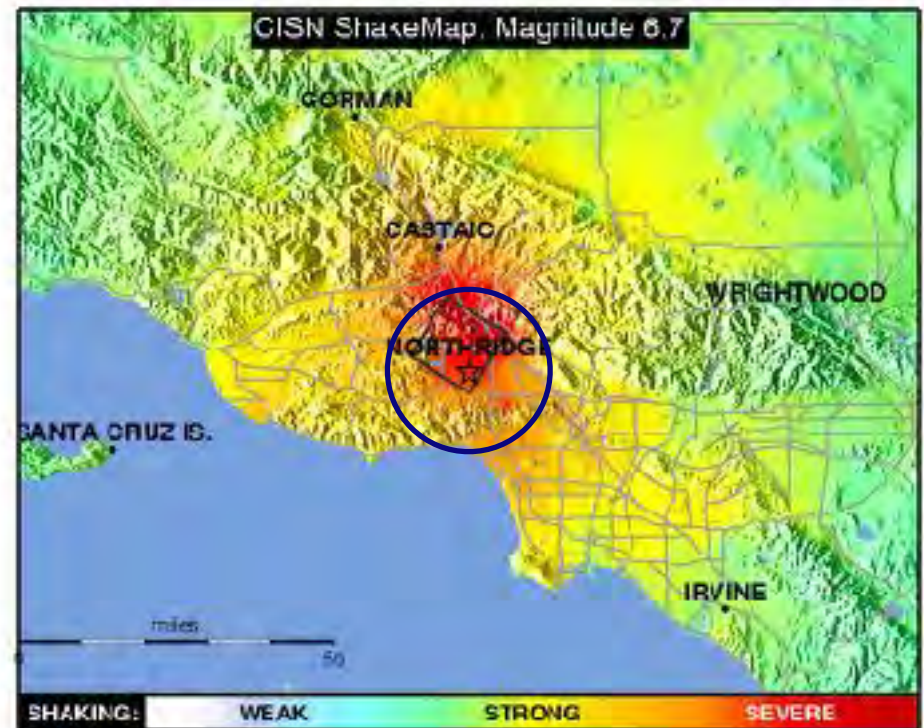 CISN ShakeMap, Magnitude 6.7
GORMAN
CASTAIC
WRIGHTWOOD
NORTHRIDGE
SANTA CRUZ IS.
IRVINE
miles
0 50
SHAKING: WEAK STRONG SEVERE